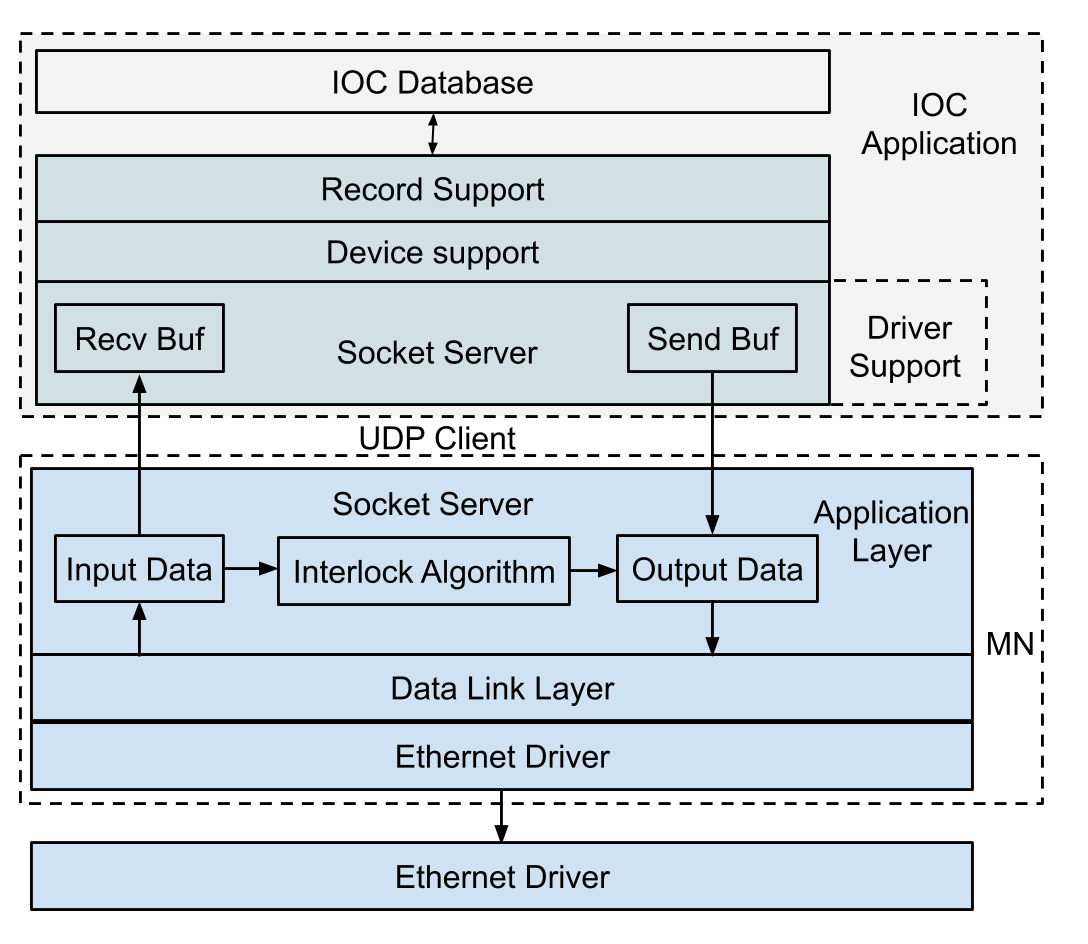 IOC Database
IOC
Application
Record Support
Device support
Recv Buf
Socket Server
Send Buf
Driver
Support
UDP Client
Socket Server
Application
Layer
Input Data
Interlock Algorithm
Output Data
MN
Data Link Layer
Ethernet Driver
Ethernet Driver